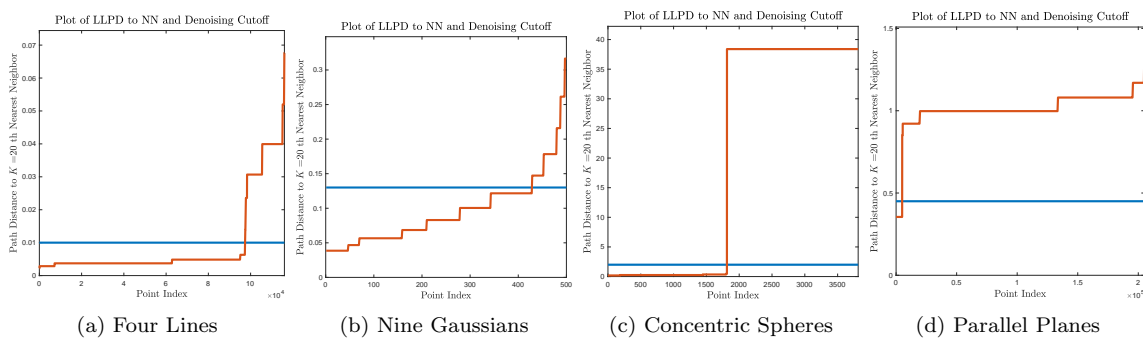 Plot of LLPD to NN and Denoising Cutoff
Path Distance to K =20 th Nearest Neighbor
0.07
0.06
0.05
0.04
0.03
0.02
0.01
0
0 2 4 6 8 10
×10⁴
Point Index
(a) Four Lines
Plot of LLPD to NN and Denoising Cutoff
Path Distance to K =20 th Nearest Neighbor
0.3
0.25
0.2
0.15
0.1
0.05
0
0 100 200 300 400 500
Point Index
(b) Nine Gaussians
Plot of LLPD to NN and Denoising Cutoff
Path Distance to K =20 th Nearest Neighbor
40
35
30
25
20
15
10
5
0
0 500 1000 1500 2000 2500 3000 3500
Point Index
(c) Concentric Spheres
Plot of LLPD to NN and Denoising Cutoff
Path Distance to K =20 th Nearest Neighbor
1.5
1
0.5
0
0 0.5 1 1.5 2
Point Index
(d) Parallel Planes